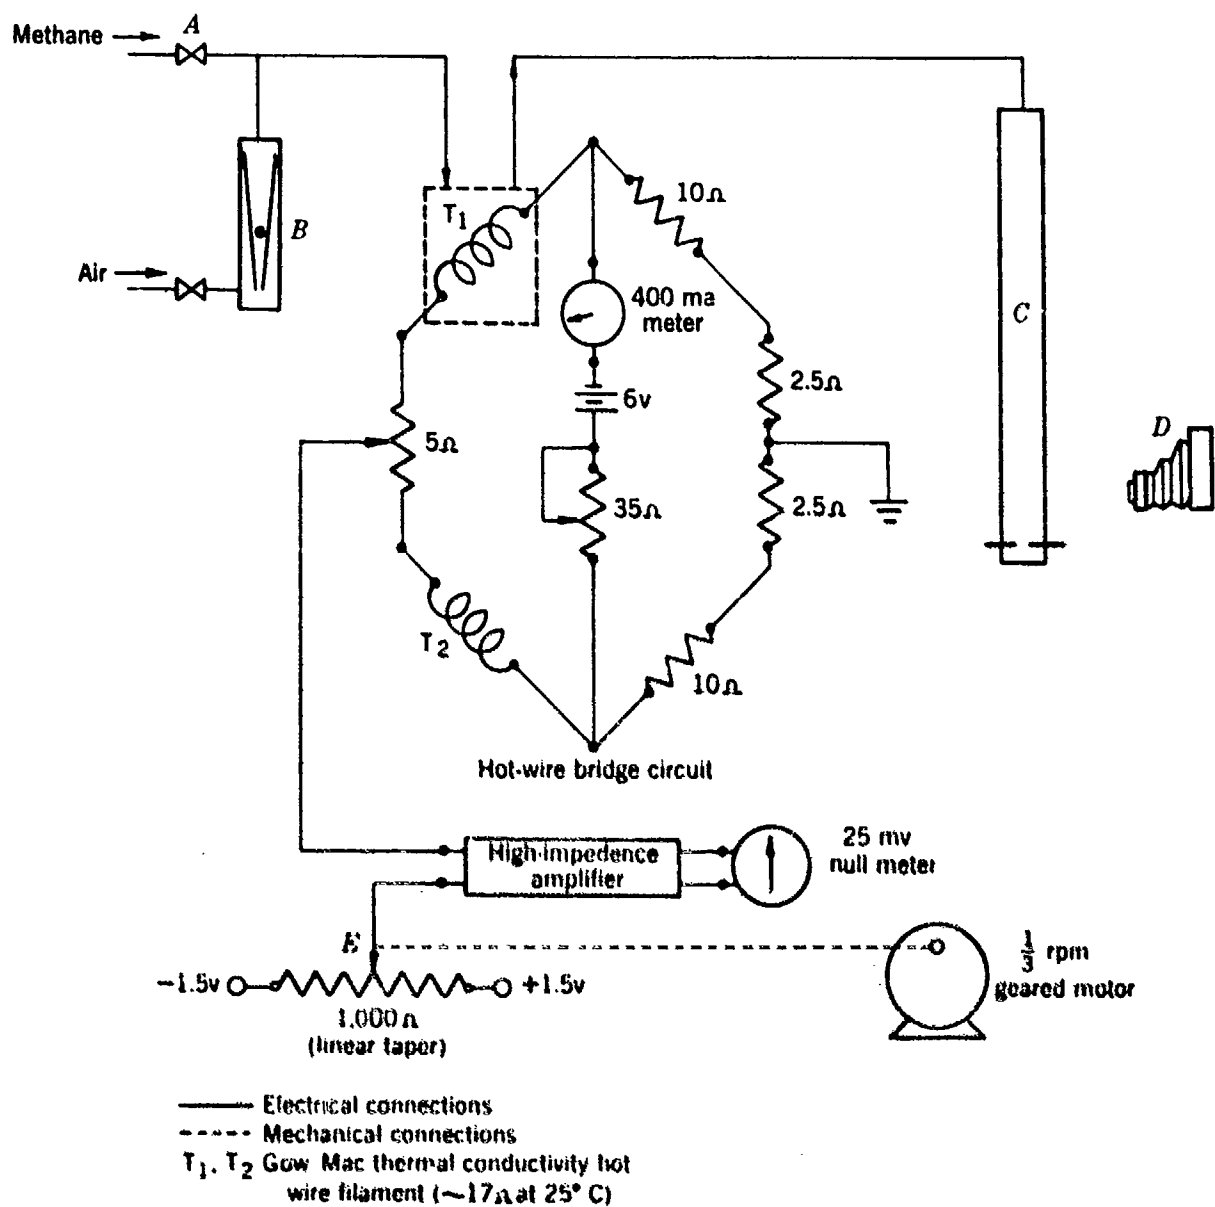 A
Methane
T1
10Ω
B
Air
400 ma
meter
C
2.5Ω
6v
D
5Ω
35Ω
2.5Ω
T2
10Ω
Hot-wire bridge circuit
25 mv
null meter
High-impedence
amplifier
E
1/3 rpm
geared motor
-1.5v
+1.5v
1,000Ω
(linear taper)
Electrical connections
Mechanical connections
T1, T2 Gow Mac thermal conductivity hot
wire filament (~17Ω at 25° C)